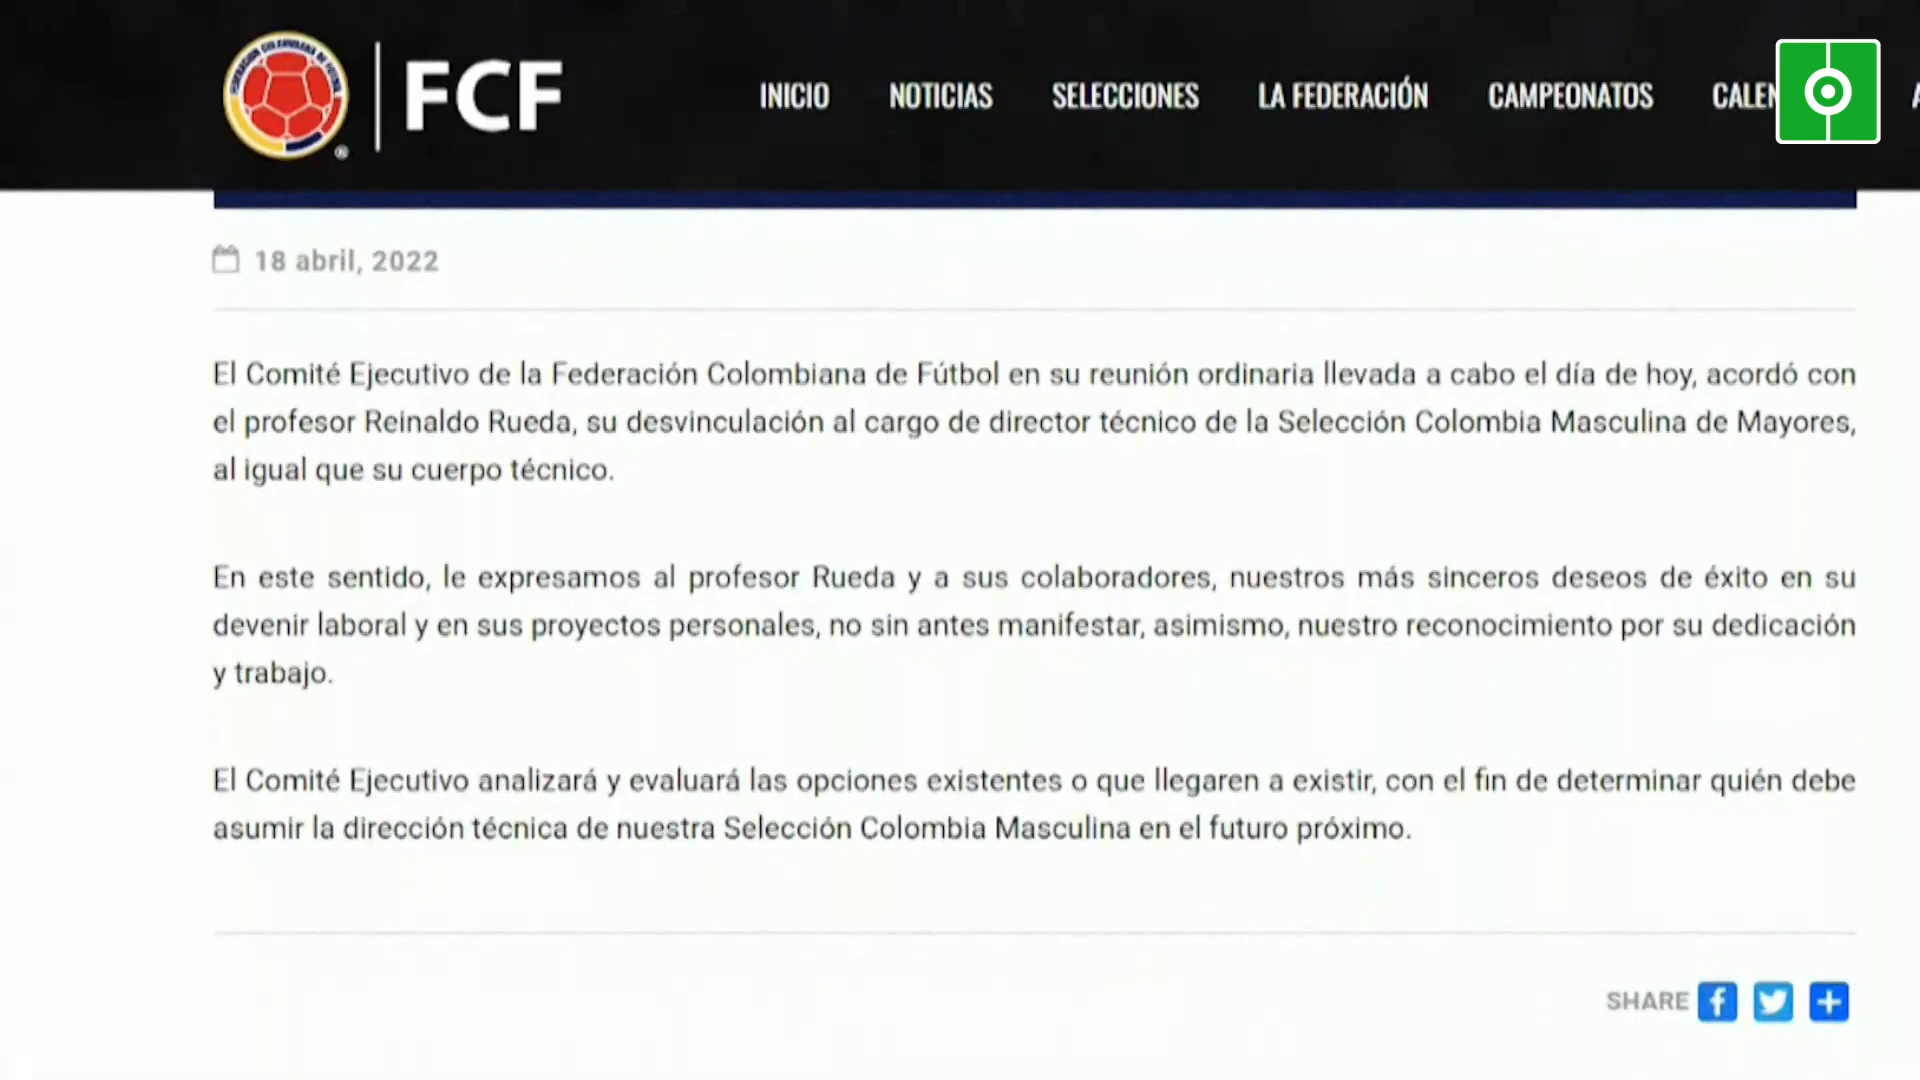 FEDERACIÓN COLOMBIANA DE FÚTBOL
FCF
INICIO NOTICIAS SELECCIONES LA FEDERACIÓN CAMPEONATOS CALEN
18 abril, 2022
El Comité Ejecutivo de la Federación Colombiana de Fútbol en su reunión ordinaria llevada a cabo el día de hoy, acordó con
el profesor Reinaldo Rueda, su desvinculación al cargo de director técnico de la Selección Colombia Masculina de Mayores,
al igual que su cuerpo técnico.
En este sentido, le expresamos al profesor Rueda y a sus colaboradores, nuestros más sinceros deseos de éxito en su
devenir laboral y en sus proyectos personales, no sin antes manifestar, asimismo, nuestro reconocimiento por su dedicación
y trabajo.
El Comité Ejecutivo analizará y evaluará las opciones existentes o que llegaren a existir, con el fin de determinar quién debe
asumir la dirección técnica de nuestra Selección Colombia Masculina en el futuro próximo.
SHARE